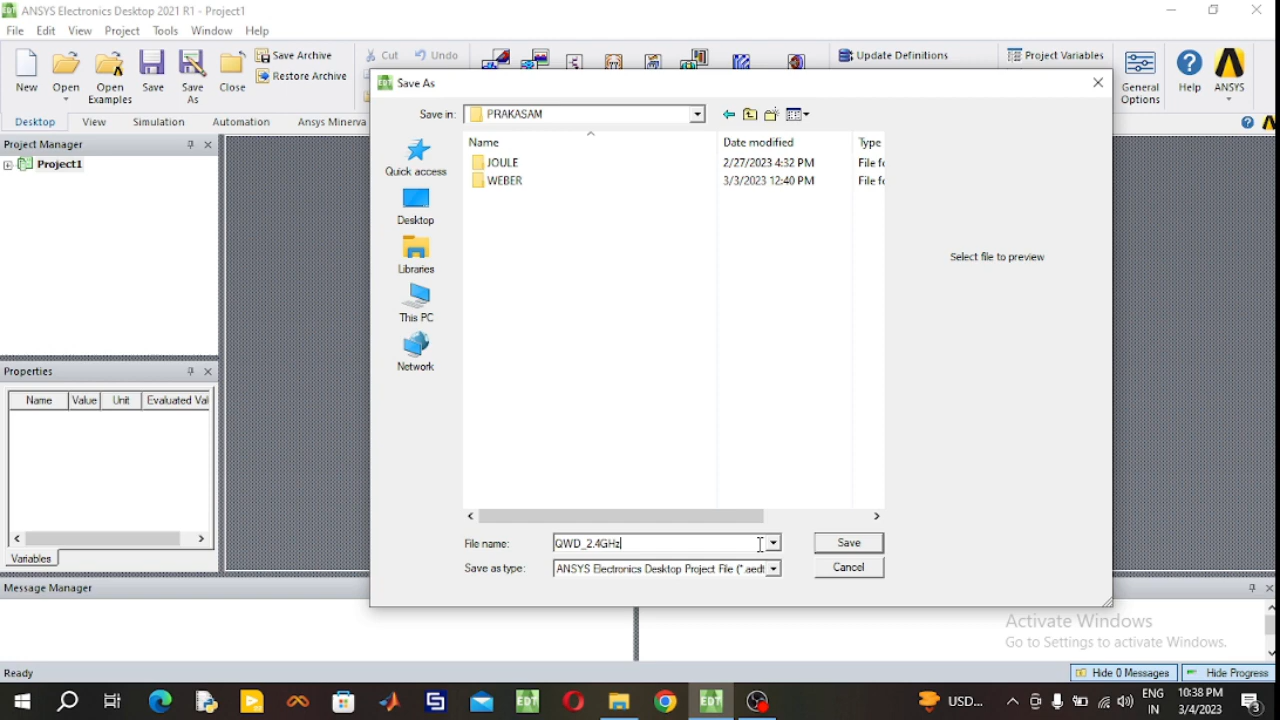 ANSYS Electronics Desktop 2021 R1 - Project1
File Edit View Project Tools Window Help
New
Open
Open Examples
Save
Save As
Close
Save Archive
Restore Archive
Cut
Undo
Update Definitions
Project Variables
General Options
Help
ANSYS
Desktop View Simulation Automation Ansys Minerva
Project Manager
Project1
Properties
Name Value Unit Evaluated Val
Variables
Save As
Save in: PRAKASAM
Quick access
Desktop
Libraries
This PC
Network
Name Date modified Type
JOULE 2/27/2023 4:32 PM File fo
WEBER 3/3/2023 12:40 PM File fo
Select file to preview
File name: QWD_2.4GHz
Save
Save as type: ANSYS Electronics Desktop Project File (*.aedt
Cancel
Message Manager
Activate Windows
Go to Settings to activate Windows.
Ready
Hide 0 Messages
Hide Progress
USD...
ENG
IN
10:38 PM
3/4/2023
3